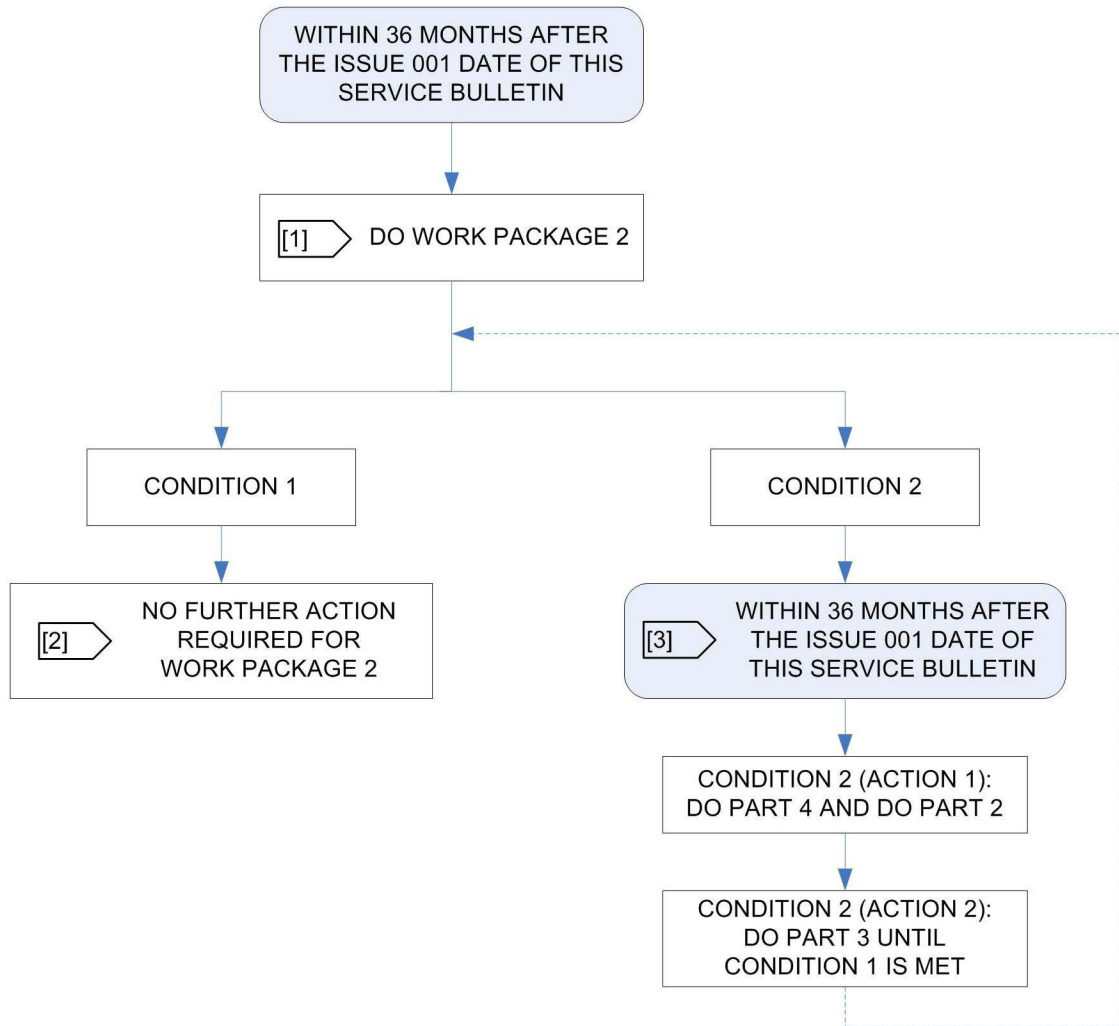 WITHIN 36 MONTHS AFTER
THE ISSUE 001 DATE OF THIS
SERVICE BULLETIN
[1] DO WORK PACKAGE 2
CONDITION 1
CONDITION 2
NO FURTHER ACTION
[2] REQUIRED FOR
WORK PACKAGE 2
WITHIN 36 MONTHS AFTER
[3] THE ISSUE 001 DATE OF
THIS SERVICE BULLETIN
CONDITION 2 (ACTION 1):
DO PART 4 AND DO PART 2
CONDITION 2 (ACTION 2):
DO PART 3 UNTIL
CONDITION 1 IS MET